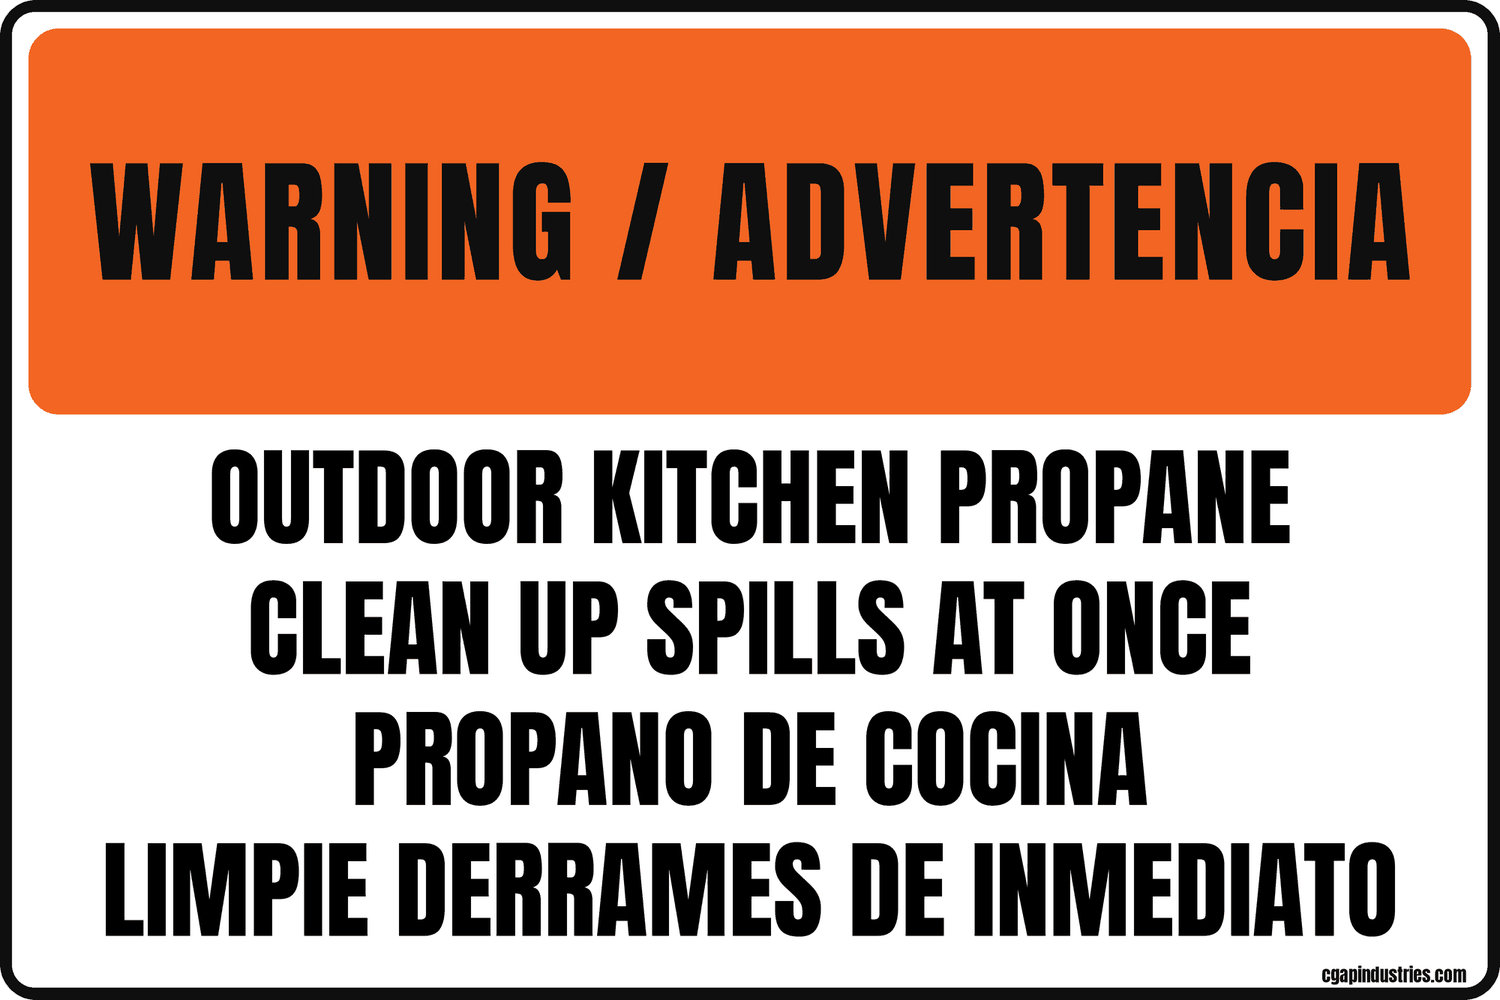 WARNING / ADVERTENCIA
OUTDOOR KITCHEN PROPANE
CLEAN UP SPILLS AT ONCE
PROPANO DE COCINA
LIMPIE DERRAMES DE INMEDIATO
cgapindustries.com